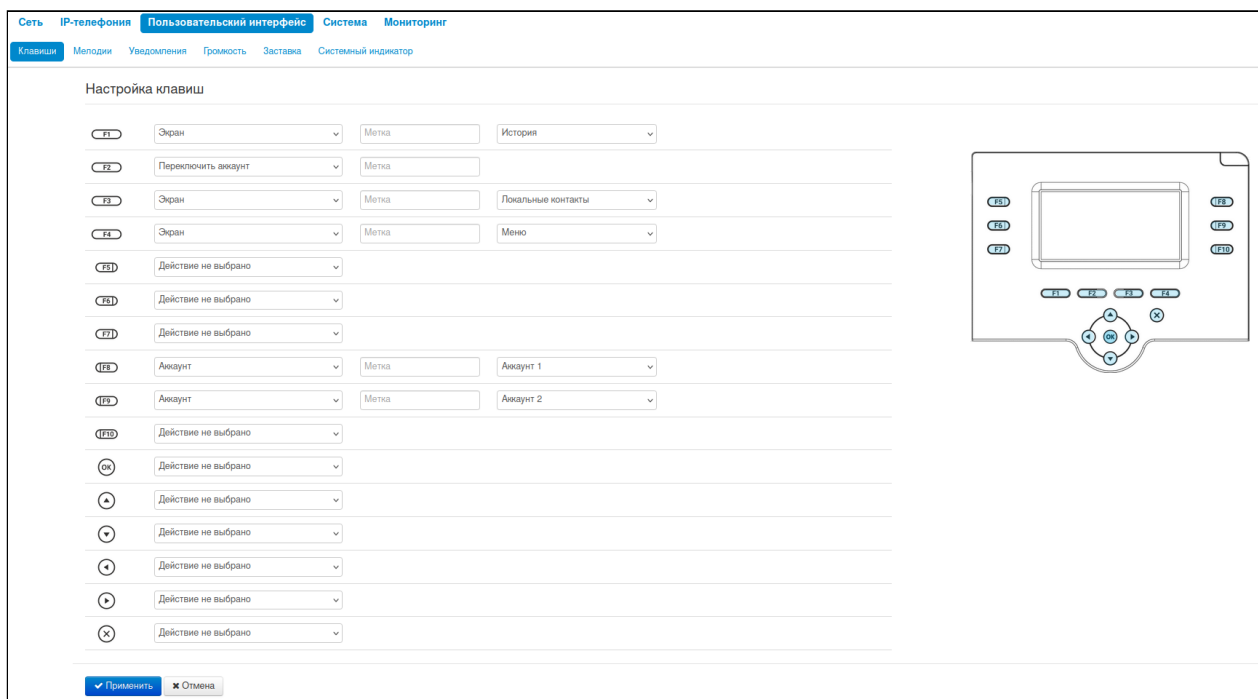 Сеть IP-телефония Пользовательский интерфейс Система Мониторинг
Клавиши Мелодии Уведомления Громкость Заставка Системный индикатор
Настройка клавиш
F1 Экран Метка История
F2 Переключить аккаунт Метка
F3 Экран Метка Локальные контакты
F4 Экран Метка Меню
F5 Действие не выбрано
F6 Действие не выбрано
F7 Действие не выбрано
F8 Аккаунт Метка Аккаунт 1
F9 Аккаунт Метка Аккаунт 2
F10 Действие не выбрано
OK Действие не выбрано
Действие не выбрано
Действие не выбрано
Действие не выбрано
Действие не выбрано
Действие не выбрано
Применить Отмена
F5 F8
F6 F9
F7 F10
F1 F2 F3 F4
OK